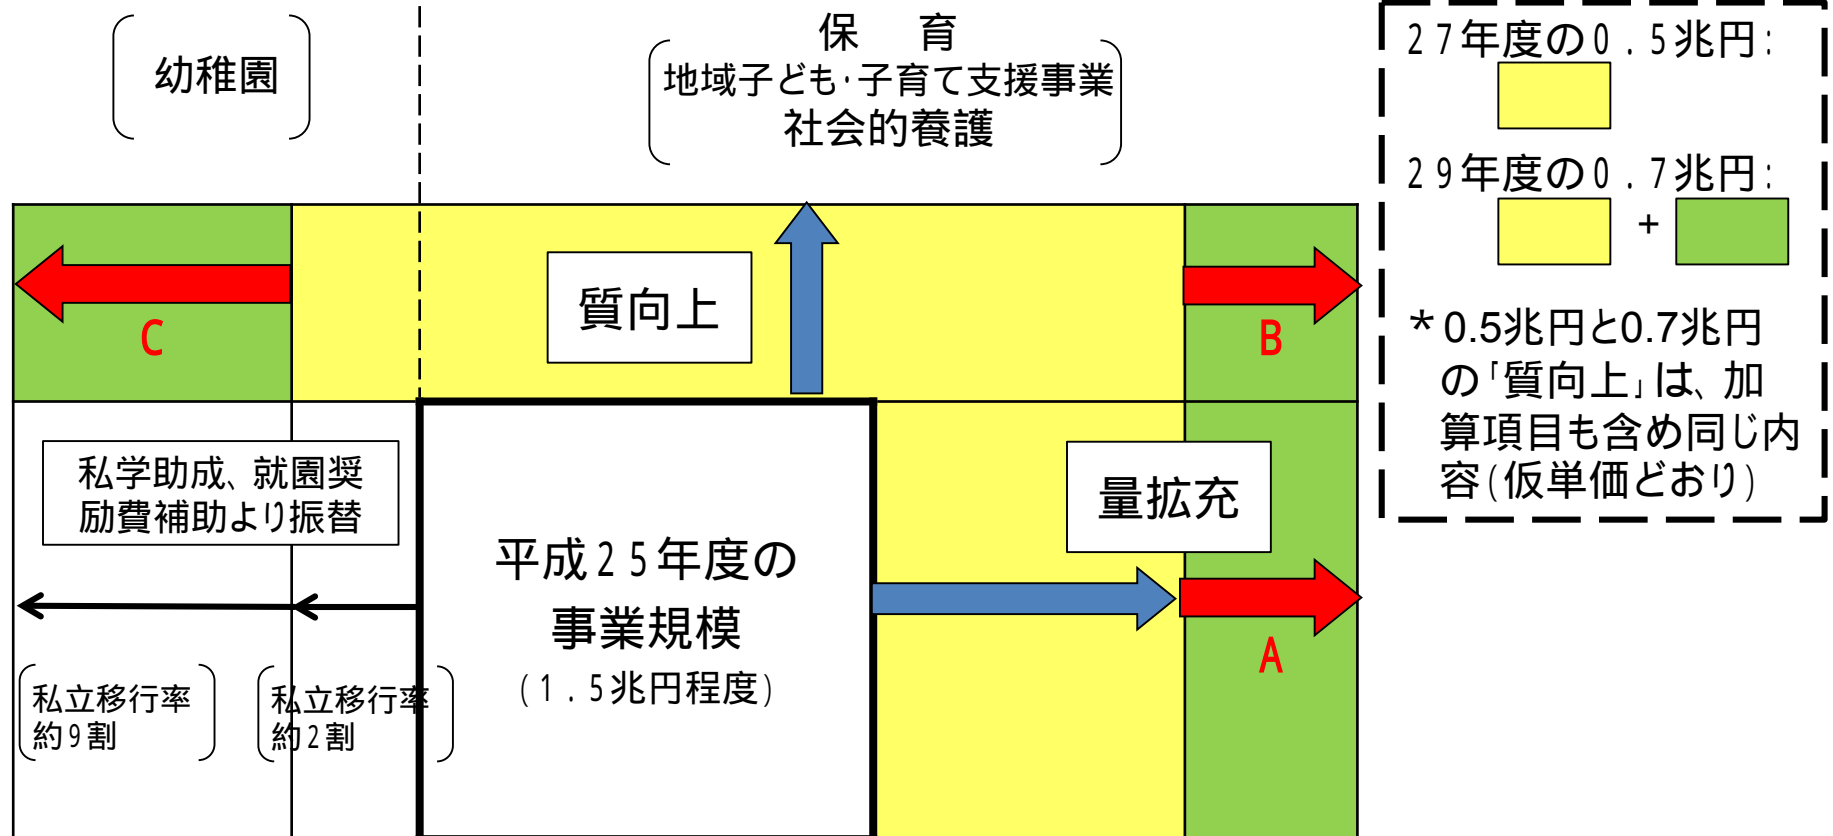 幼稚園
保　育
地域子ども・子育て支援事業
社会的養護
27年度の0.5兆円:
29年度の0.7兆円:
+
*0.5兆円と0.7兆円
の「質向上」は、加
算項目も含め同じ内
容(仮単価どおり)
質向上
C
B
私学助成、就園奨
励費補助より振替
量拡充
平成25年度の
事業規模
(1.5兆円程度)
A
私立移行率
約9割
私立移行率
約2割